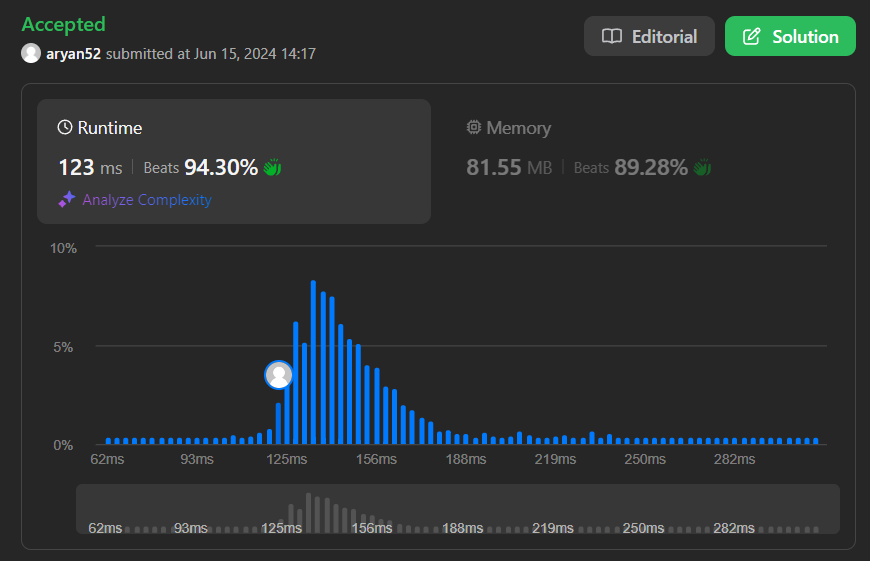 Accepted
aryan52 submitted at Jun 15, 2024 14:17
Editorial
Solution
Runtime
123 ms | Beats 94.30%
Analyze Complexity
Memory
81.55 MB | Beats 89.28%
10%
5%
0%
62ms 93ms 125ms 156ms 188ms 219ms 250ms 282ms
62ms 93ms 125ms 156ms 188ms 219ms 250ms 282ms